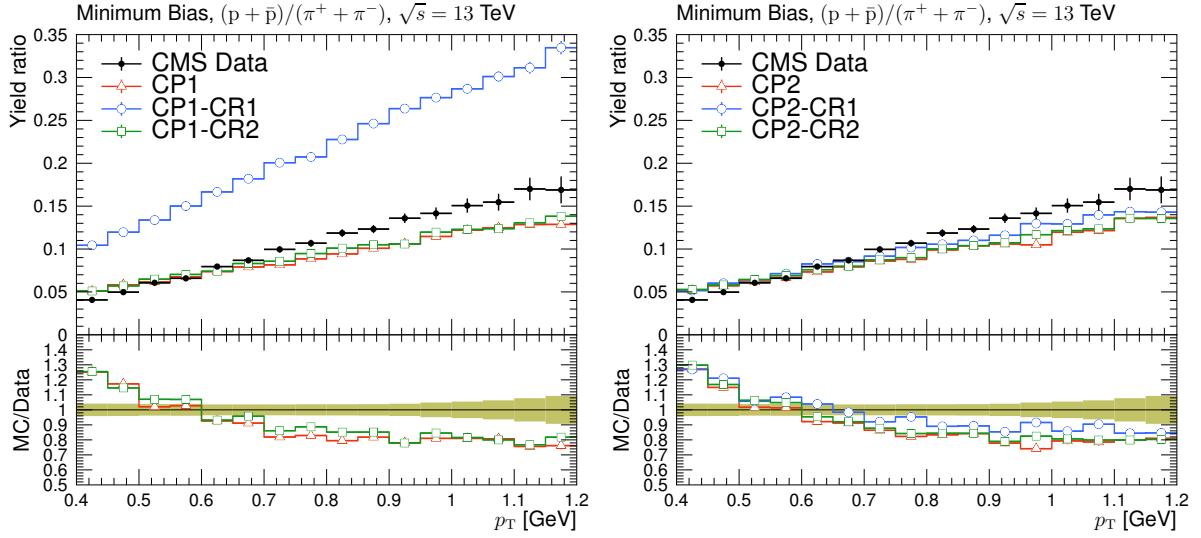 Minimum Bias, (p + p̄)/(π⁺ + π⁻), √s = 13 TeV
Yield ratio
0.35
0.3
0.25
0.2
0.15
0.1
0.05
0
CMS Data
CP1
CP1-CR1
CP1-CR2
MC/Data
1.4
1.3
1.2
1.1
1
0.9
0.8
0.7
0.6
0.5
0.4 0.5 0.6 0.7 0.8 0.9 1 1.1 1.2
p_T [GeV]
Minimum Bias, (p + p̄)/(π⁺ + π⁻), √s = 13 TeV
Yield ratio
0.35
0.3
0.25
0.2
0.15
0.1
0.05
0
CMS Data
CP2
CP2-CR1
CP2-CR2
MC/Data
1.4
1.3
1.2
1.1
1
0.9
0.8
0.7
0.6
0.5
0.4 0.5 0.6 0.7 0.8 0.9 1 1.1 1.2
p_T [GeV]